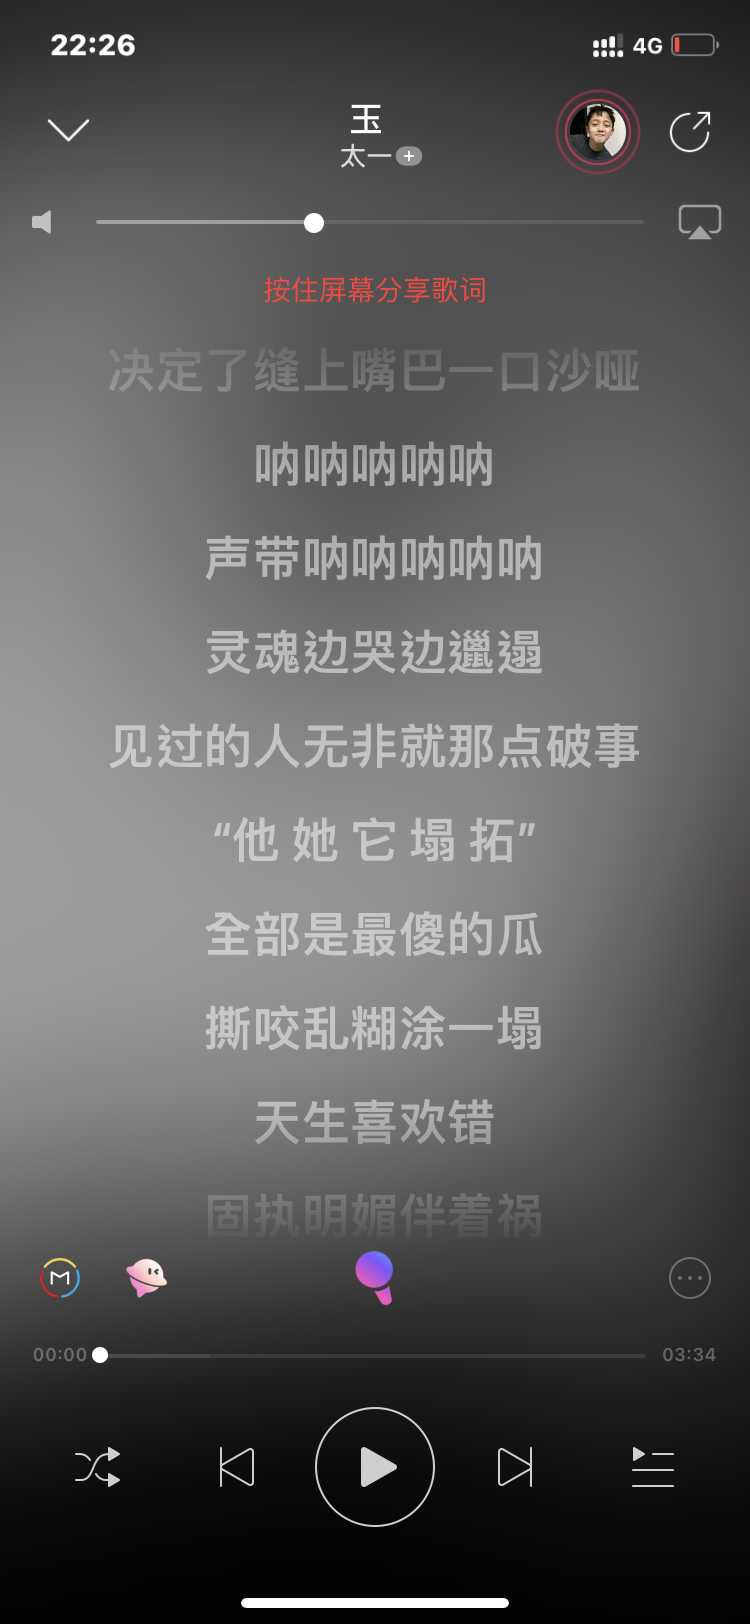 22:26
4G
玉
太一
按住屏幕分享歌词
决定了缝上嘴巴一口沙哑
呐呐呐呐呐
声带呐呐呐呐呐
灵魂边哭边邋遢
见过的人无非就那点破事
“他 她 它 塌 拓”
全部是最傻的瓜
撕咬乱糊涂一塌
天生喜欢错
固执明媚伴着祸
M
00:00
03:34